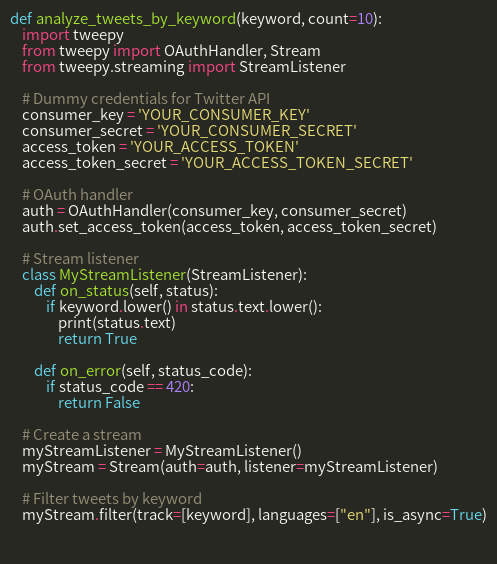 def analyze_tweets_by_keyword(keyword, count=10):
    import tweepy
    from tweepy import OAuthHandler, Stream
    from tweepy.streaming import StreamListener

    # Dummy credentials for Twitter API
    consumer_key = 'YOUR_CONSUMER_KEY'
    consumer_secret = 'YOUR_CONSUMER_SECRET'
    access_token = 'YOUR_ACCESS_TOKEN'
    access_token_secret = 'YOUR_ACCESS_TOKEN_SECRET'

    # OAuth handler
    auth = OAuthHandler(consumer_key, consumer_secret)
    auth.set_access_token(access_token, access_token_secret)

    # Stream listener
    class MyStreamListener(StreamListener):
        def on_status(self, status):
            if keyword.lower() in status.text.lower():
                print(status.text)
                return True

        def on_error(self, status_code):
            if status_code == 420:
                return False

    # Create a stream
    myStreamListener = MyStreamListener()
    myStream = Stream(auth=auth, listener=myStreamListener)

    # Filter tweets by keyword
    myStream.filter(track=[keyword], languages=["en"], is_async=True)